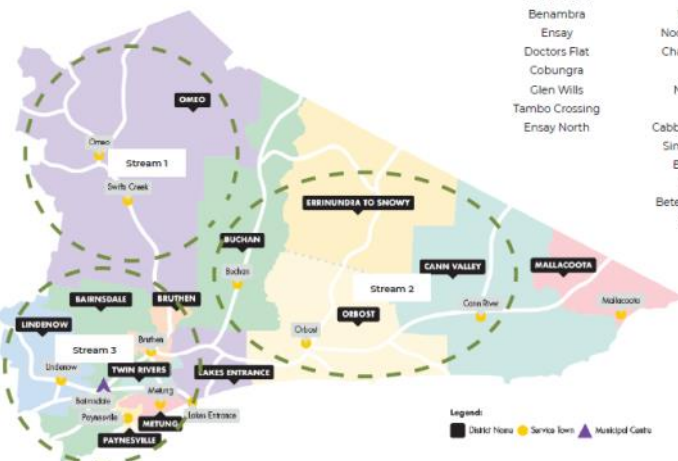 Benambra
Ensay
Doctors Flat
Cobungra
Glen Wills
Tambo Crossing
Ensay North
OMEO
Omeo
Stream 1
Swifts Creek
ERRINUNDRA TO SNOWY
BUCHAN
Buchan
CANN VALLEY
MALLACOOTA
Stream 2
BAIRNSDALE
BRUTHEN
Cann River
Mallacoota
ORBOST
LINDENOW
Orbost
Stream 3
Bruthen
TWIN RIVERS
LAKES ENTRANCE
Lindenow
Metung
Bairnsdale
Paynesville
METUNG
Lakes Entrance
PAYNESVILLE
Legend:
District Name
Service Town
Municipal Centre